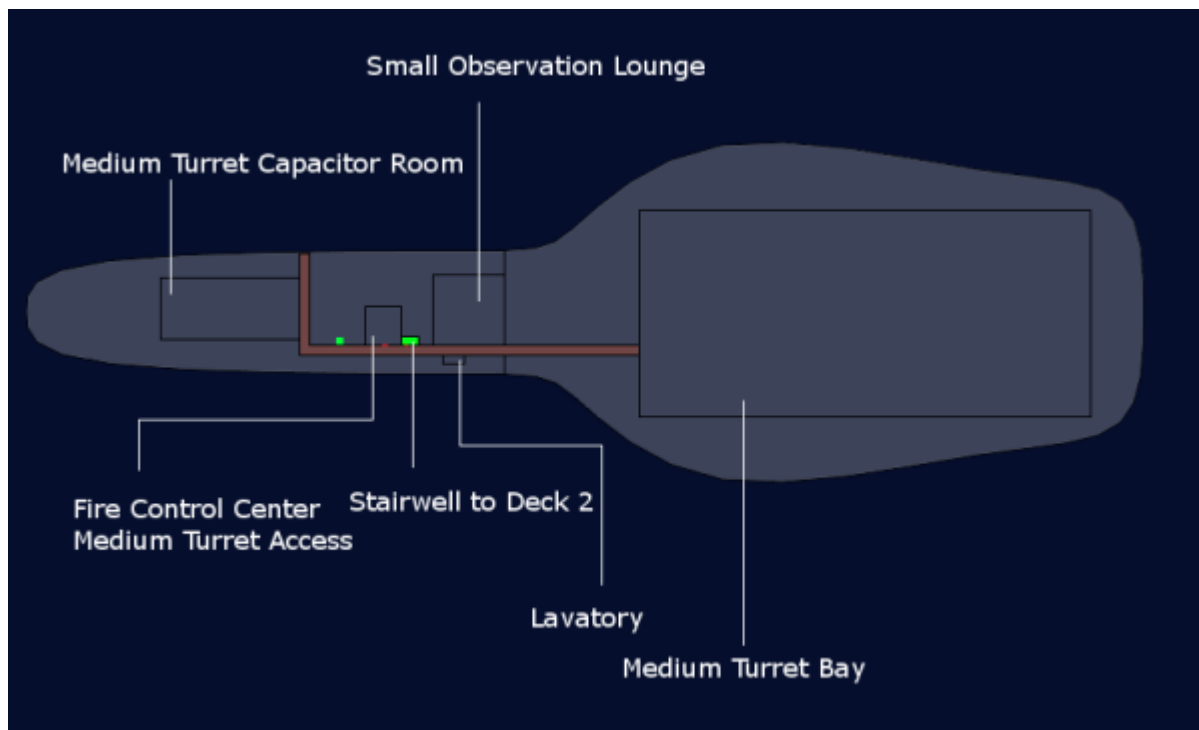 Small Observation Lounge
Medium Turret Capacitor Room
Fire Control Center
Medium Turret Access
Stairwell to Deck 2
Lavatory
Medium Turret Bay